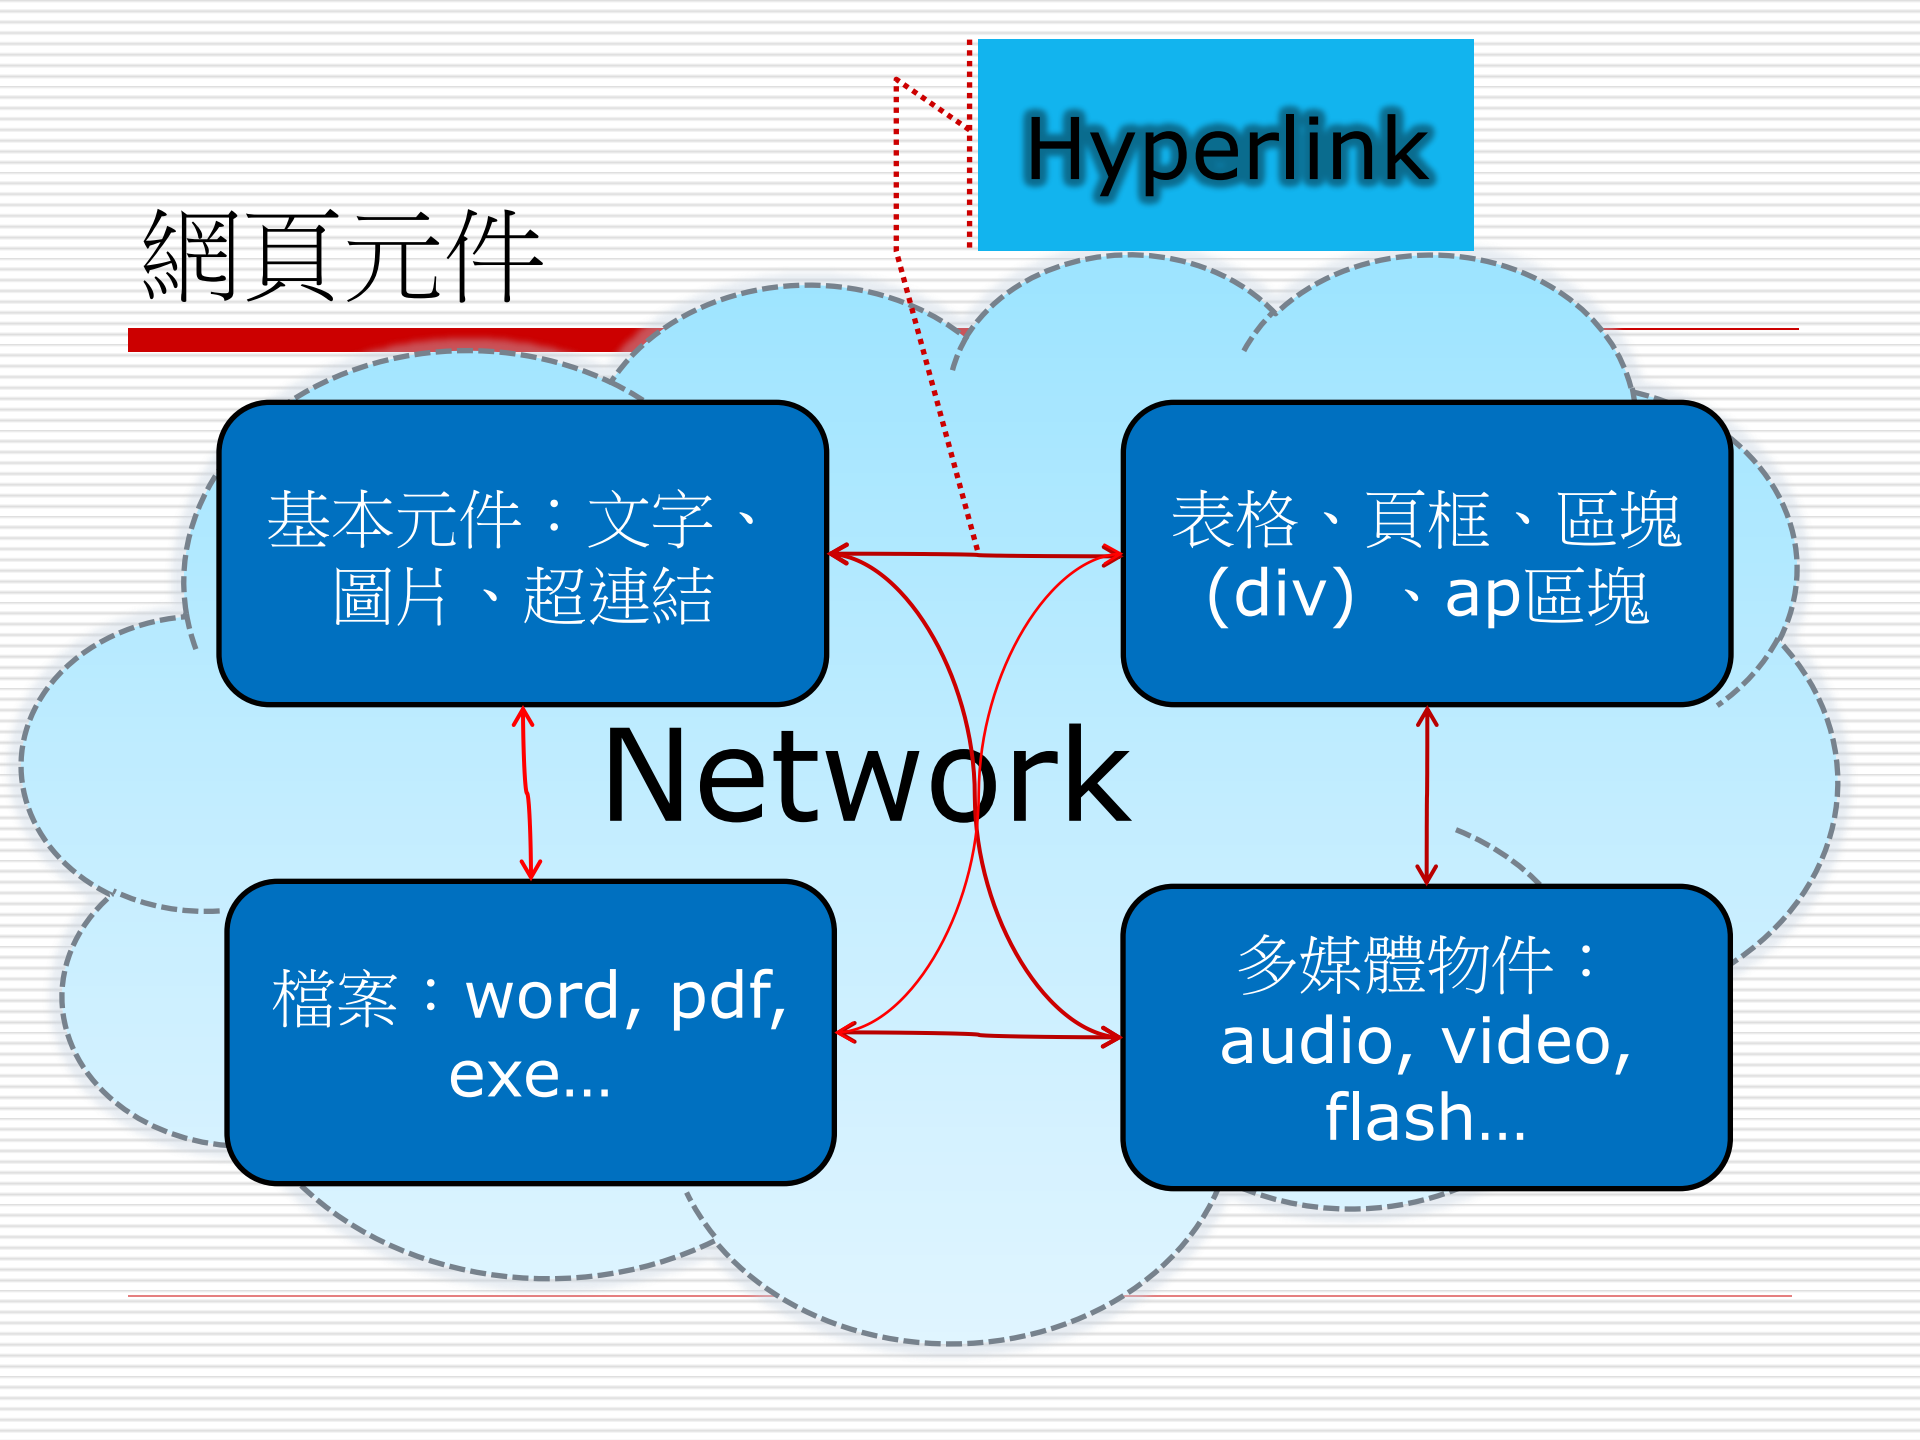 Hyperlink
網頁元件
基本元件：文字、
圖片、超連結
表格、頁框、區塊
(div) 、ap區塊
Network
檔案：word, pdf,
exe…
多媒體物件：
audio, video,
flash…